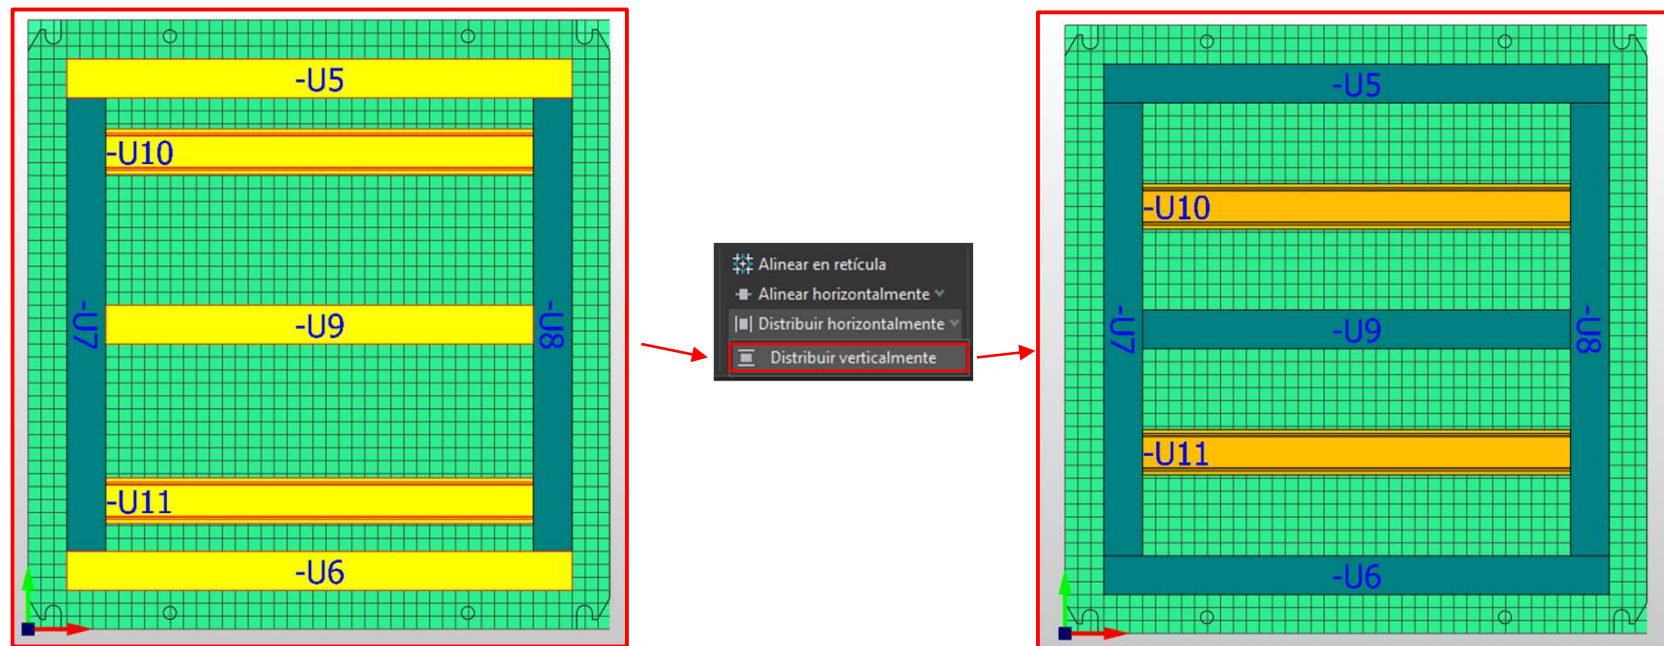 -U5
-U10
-U9
-U7
-U8
-U11
-U6
Alinear en retícula
Alinear horizontalmente
Distribuir horizontalmente
Distribuir verticalmente
-U5
-U10
-U9
-U7
-U8
-U11
-U6